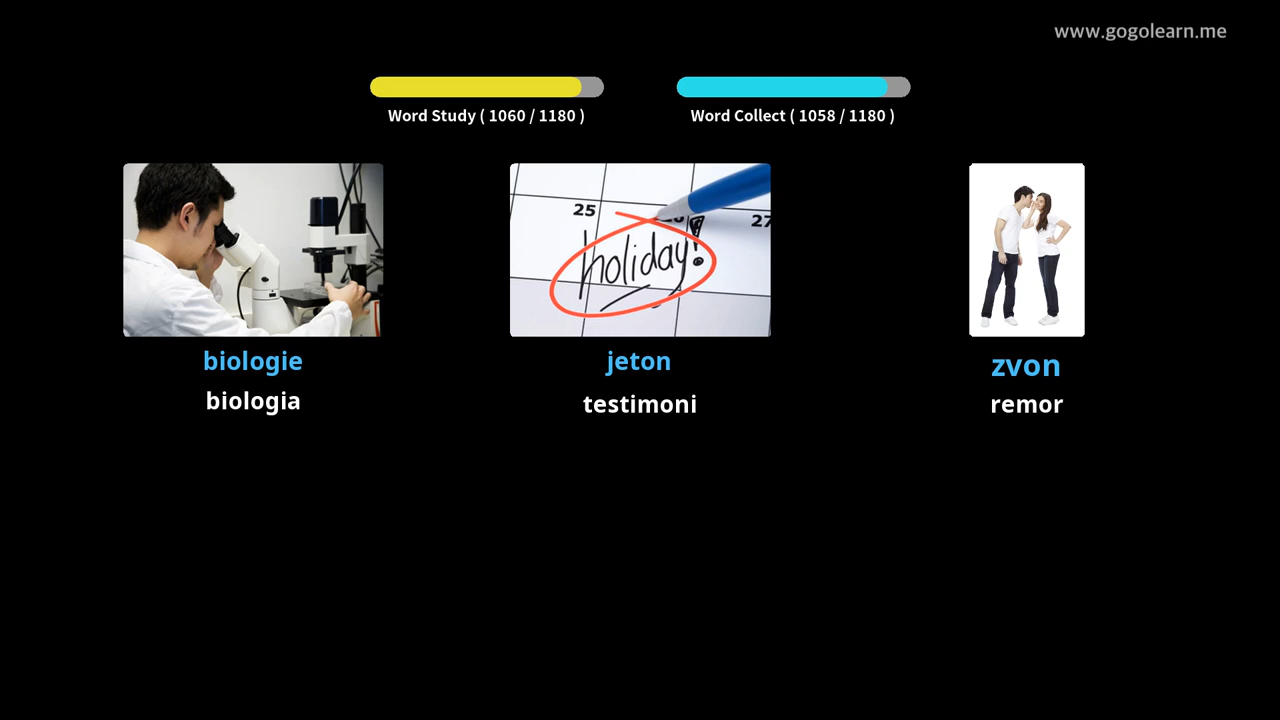 www.gogolearn.me
Word Study ( 1060 / 1180 )
Word Collect ( 1058 / 1180 )
25
27
holiday!
biologie
jeton
zvon
biologia
testimoni
remor